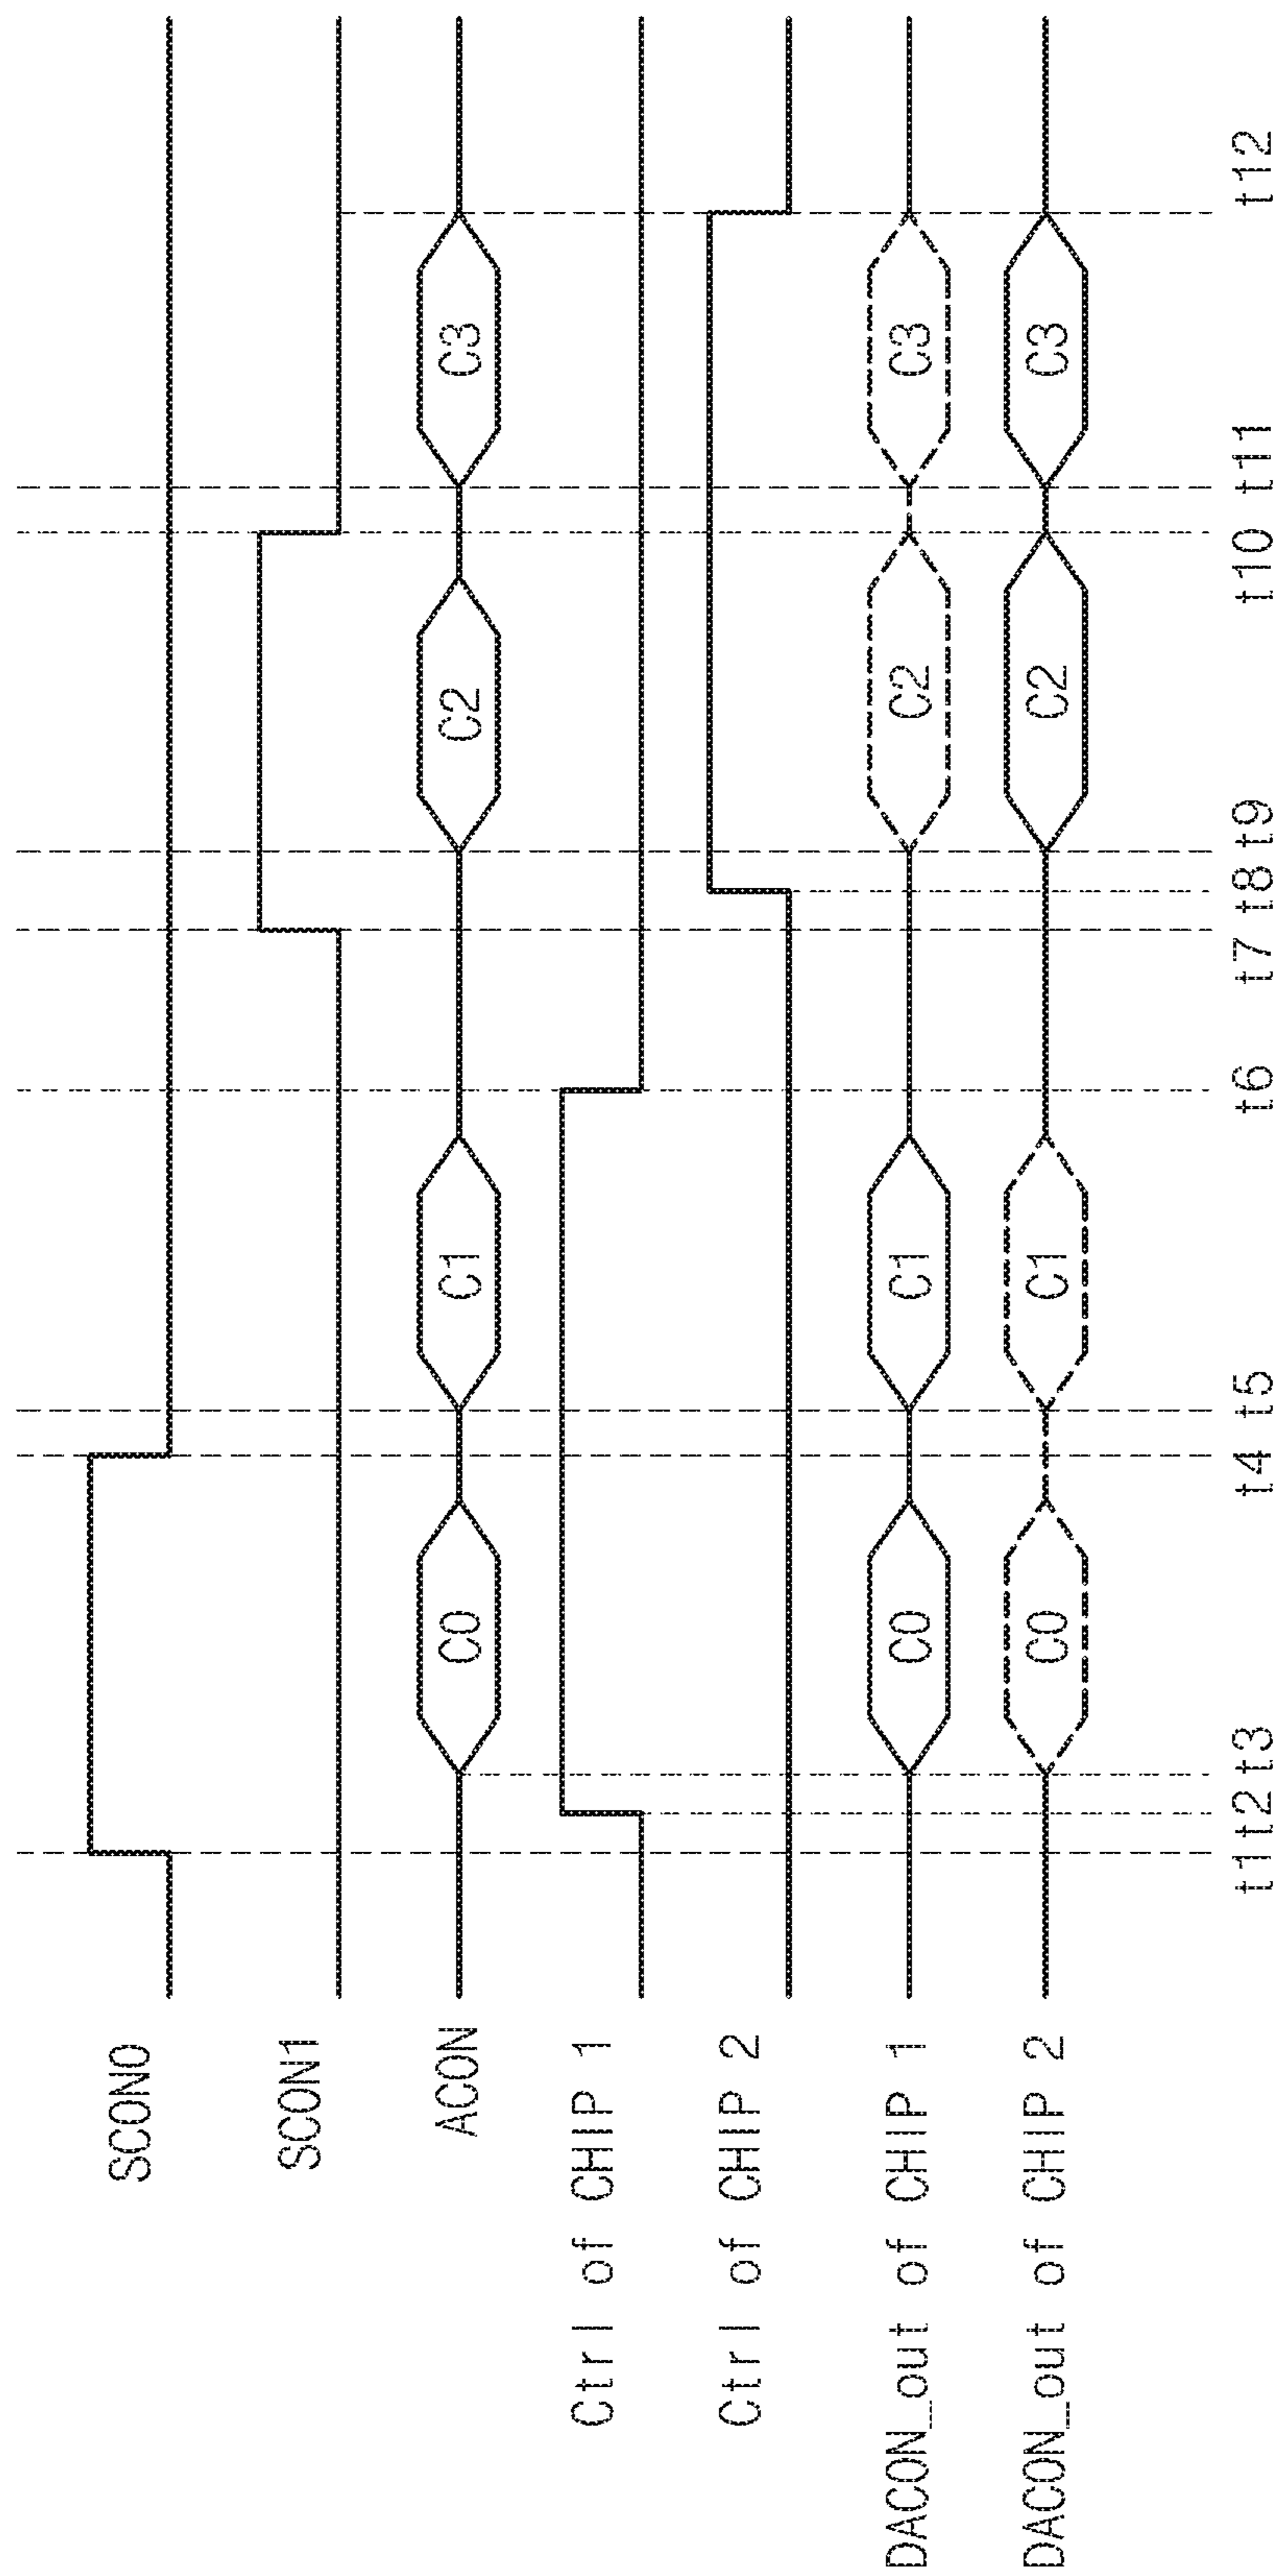 SCON0
SCON1
ACON C0 C1 C2 C3
Ctrl of CHIP 1
Ctrl of CHIP 2
DACON_out of CHIP 1 C0 C1 C2 C3
DACON_out of CHIP 2 C0 C1 C2 C3
t1 t2 t3 t4 t5 t6 t7 t8 t9 t10 t11 t12